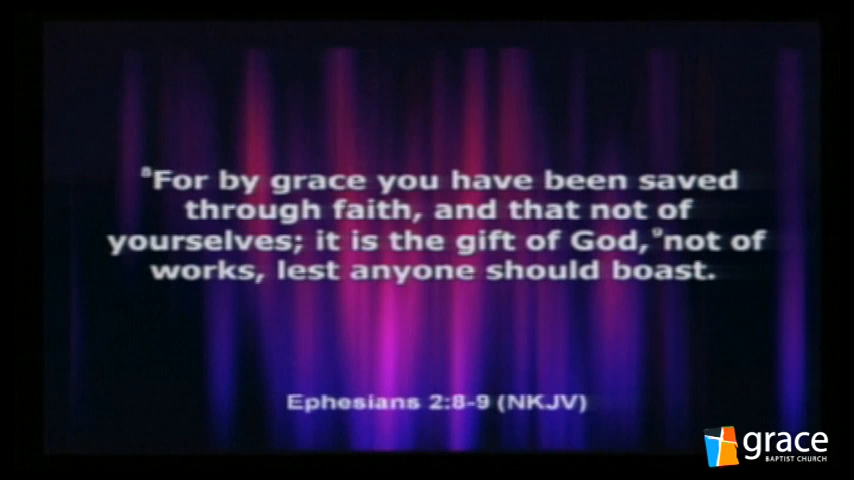 ⁸For by grace you have been saved
through faith, and that not of
yourselves; it is the gift of God,⁹not of
works, lest anyone should boast.
Ephesians 2:8-9 (NKJV)
grace
BAPTIST CHURCH